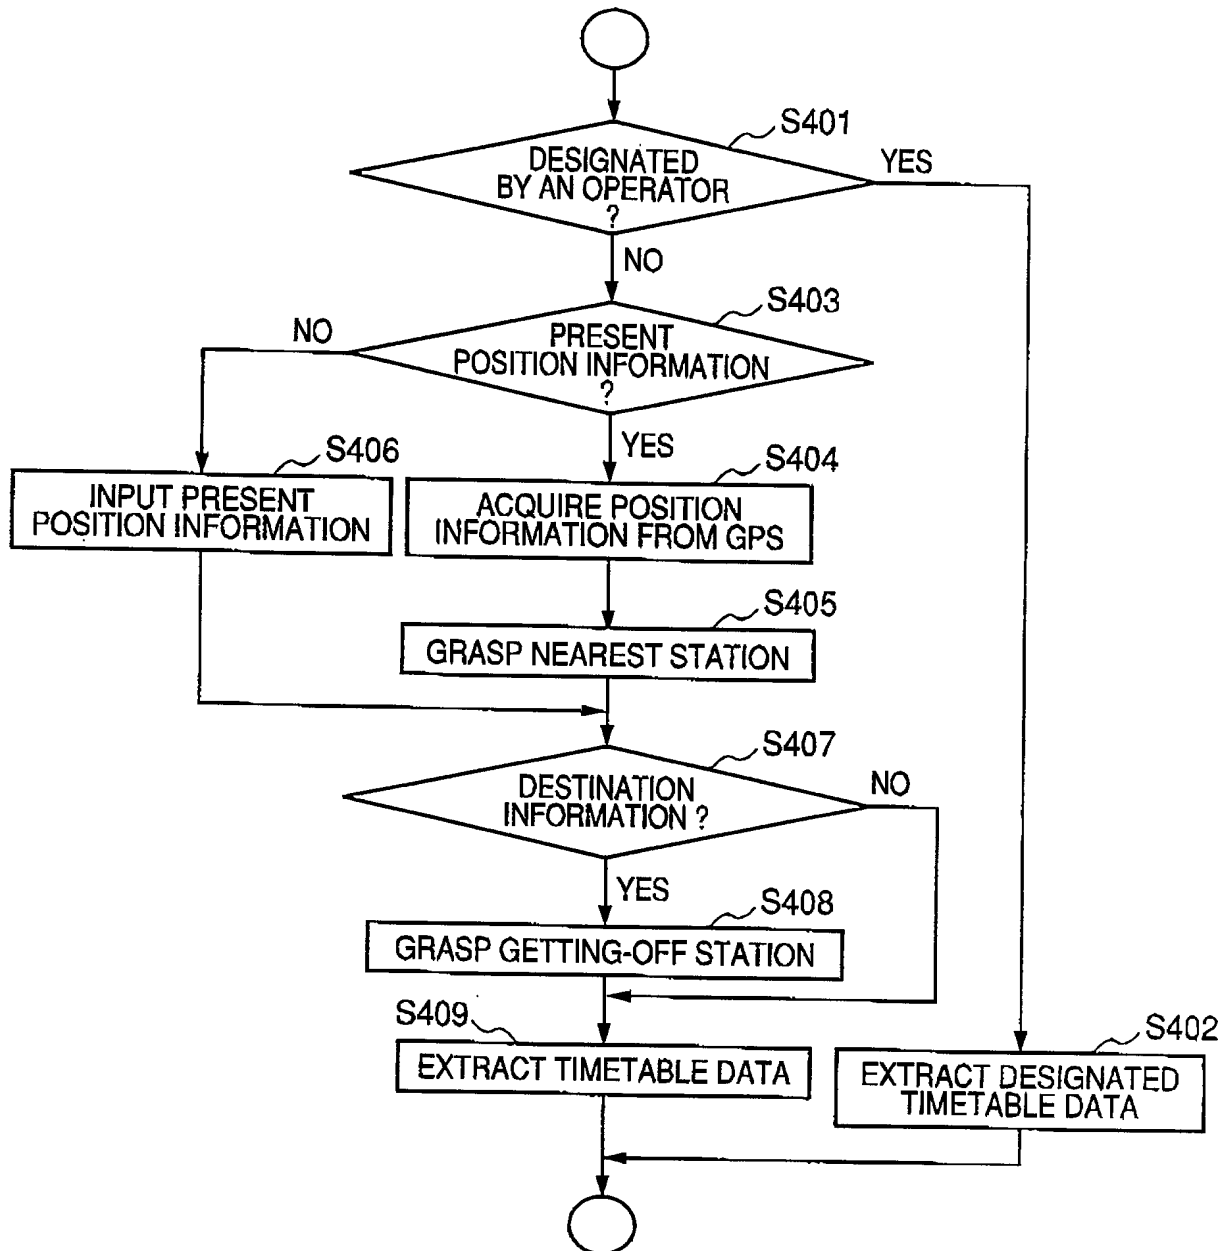 S401
DESIGNATED
BY AN OPERATOR
?
YES
NO
S403
NO
PRESENT
POSITION INFORMATION
?
YES
S406
INPUT PRESENT
POSITION INFORMATION
S404
ACQUIRE POSITION
INFORMATION FROM GPS
S405
GRASP NEAREST STATION
S407
DESTINATION
INFORMATION ?
NO
YES
S408
GRASP GETTING-OFF STATION
S409
EXTRACT TIMETABLE DATA
S402
EXTRACT DESIGNATED
TIMETABLE DATA